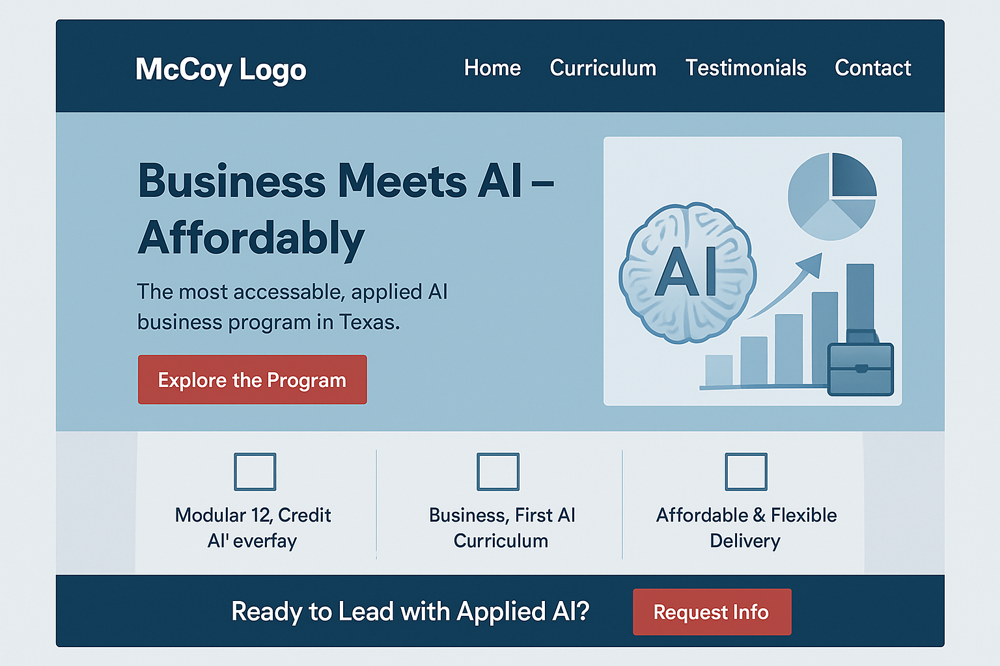 McCoy Logo
Home Curriculum Testimonials Contact
Business Meets AI –
Affordably
The most accessable, applied AI
business program in Texas.
Explore the Program
AI
Modular 12, Credit
AI' everfay
Business, First AI
Curriculum
Affordable & Flexible
Delivery
Ready to Lead with Applied AI?
Request Info